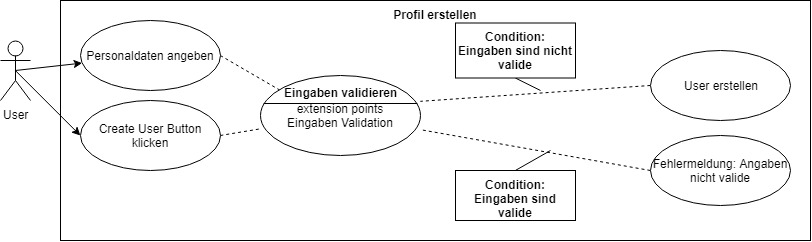 Profil erstellen
User
Personaldaten angeben
Create User Button
klicken
Eingaben validieren
extension points
Eingaben Validation
Condition:
Eingaben sind nicht
valide
User erstellen
Condition:
Eingaben sind
valide
Fehlermeldung: Angaben
nicht valide